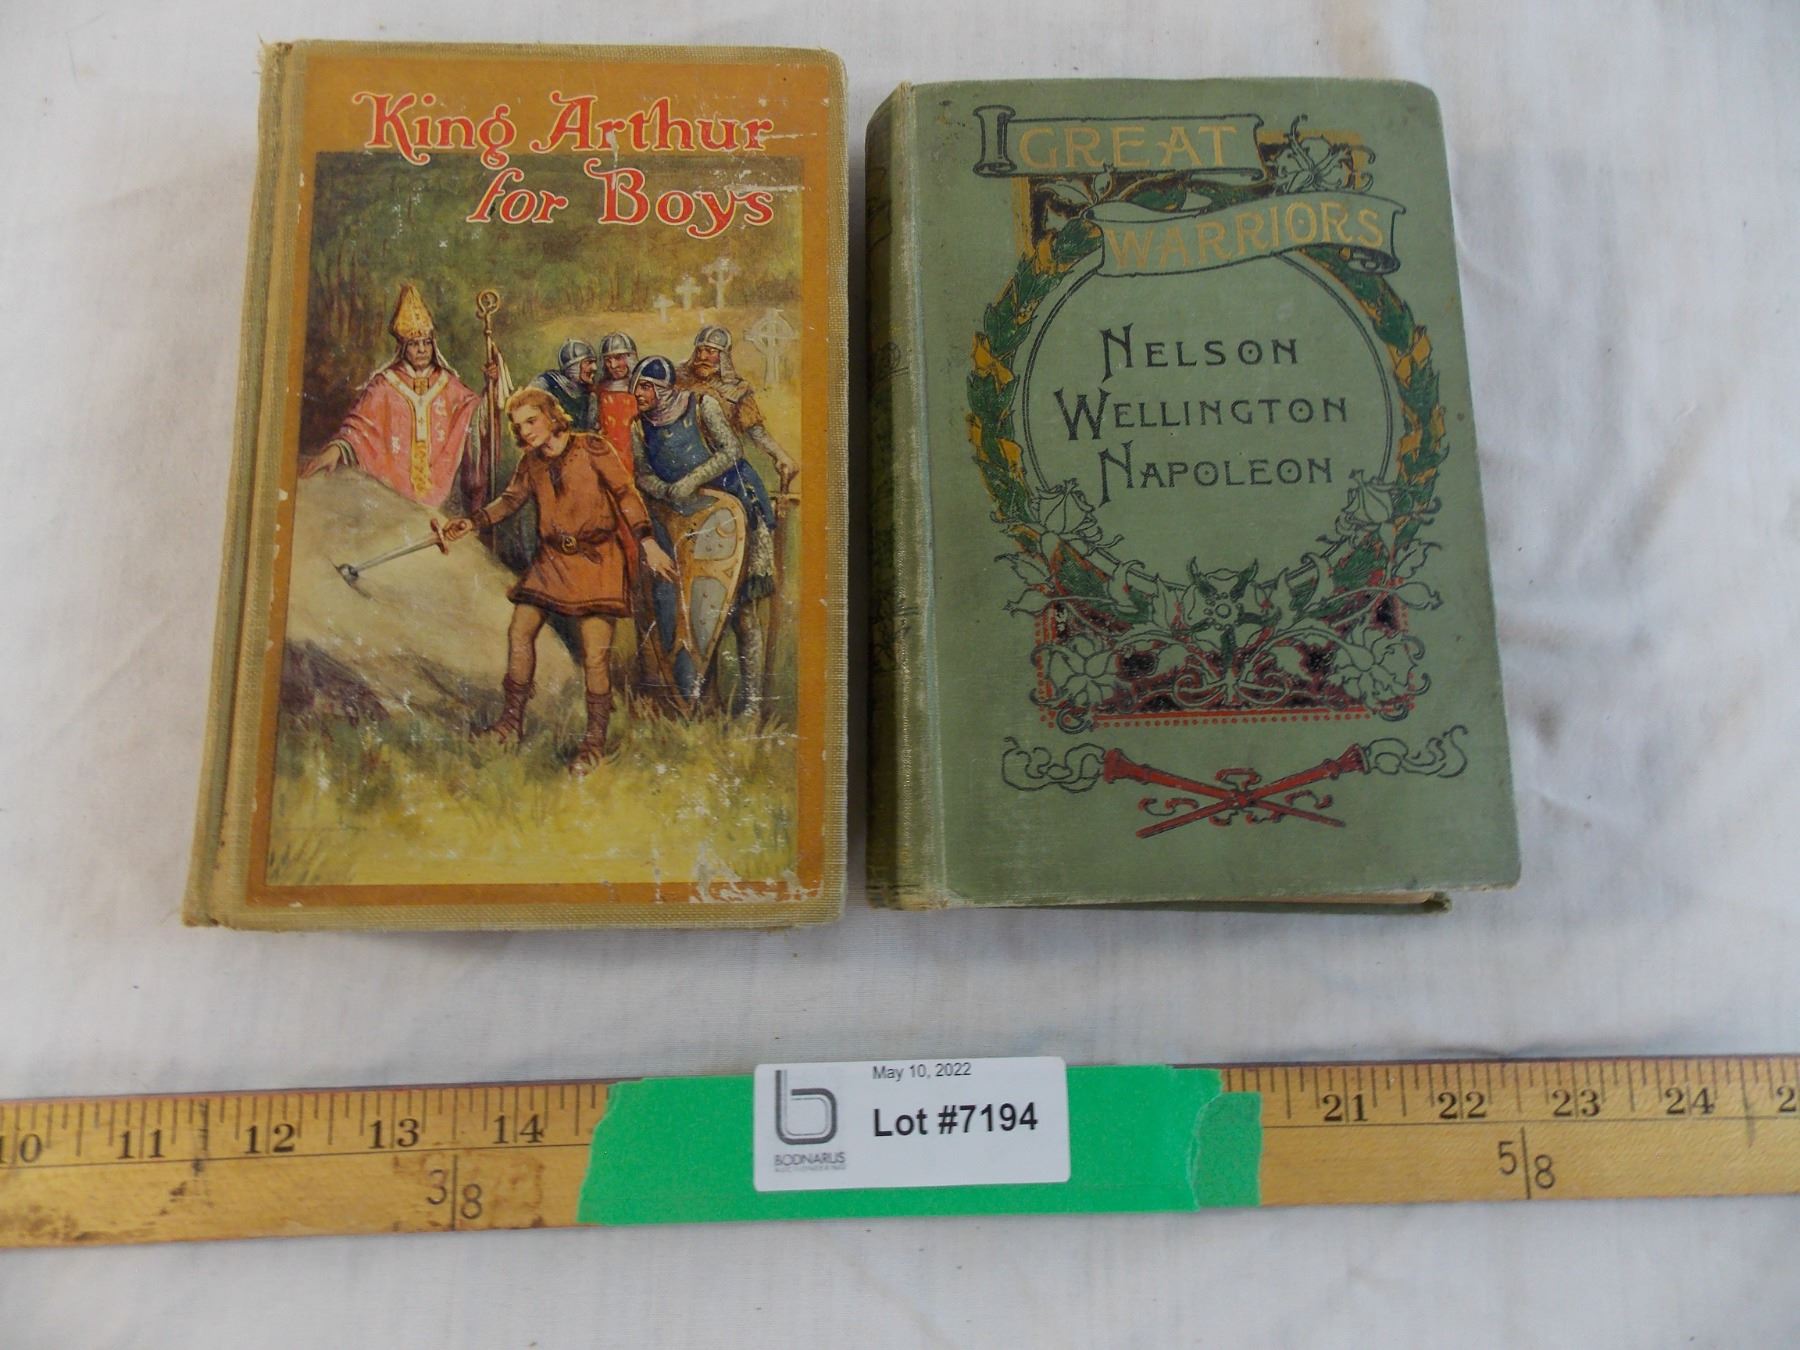 King Arthur
for Boys
GREAT
WARRIORS
NELSON
WELLINGTON
NAPOLEON
May 10, 2022
Lot #7194
BODNARUS
10 11 12 13 14 21 22 23 24 2
3|8 5|8